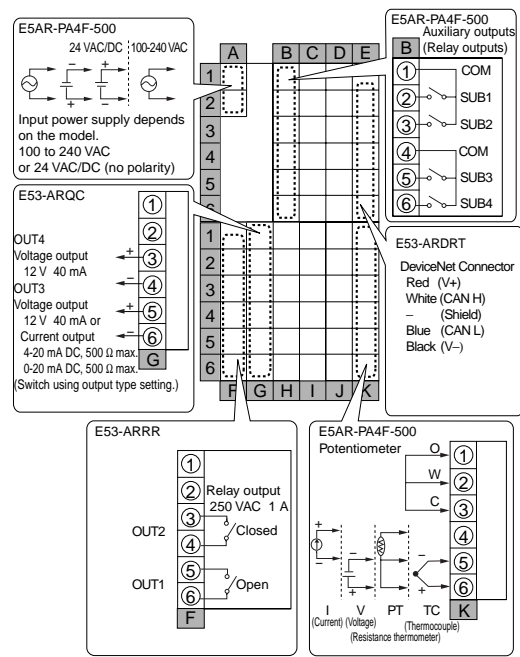 E5AR-PA4F-500
24 VAC/DC
100-240 VAC
− +
+ −
Input power supply depends
on the model.
100 to 240 VAC
or 24 VAC/DC (no polarity)
A B C D E
1
2
3
4
5
6
1
2
3
4
5
6
F G H I J K
E5AR-PA4F-500
Auxiliary outputs
(Relay outputs)
B
1 COM
2 SUB1
3 SUB2
4 COM
5 SUB3
6 SUB4
E53-ARQC
1
2
3
4
5
6
G
+
−
+
−
OUT4
Voltage output
12 V 40 mA
OUT3
Voltage output
12 V 40 mA or
Current output
4-20 mA DC, 500 Ω max.
0-20 mA DC, 500 Ω max.
(Switch using output type setting.)
E53-ARDRT
DeviceNet Connector
Red (V+)
White (CAN H)
– (Shield)
Blue (CAN L)
Black (V−)
E53-ARRR
1
2
3
4
5
6
F
Relay output
250 VAC 1 A
OUT2
Closed
OUT1
Open
E5AR-PA4F-500
Potentiometer
O
W
C
1
2
3
4
5
6
K
+
−
−
+
−
+
I V PT TC
(Current) (Voltage)
(Thermocouple)
(Resistance thermometer)